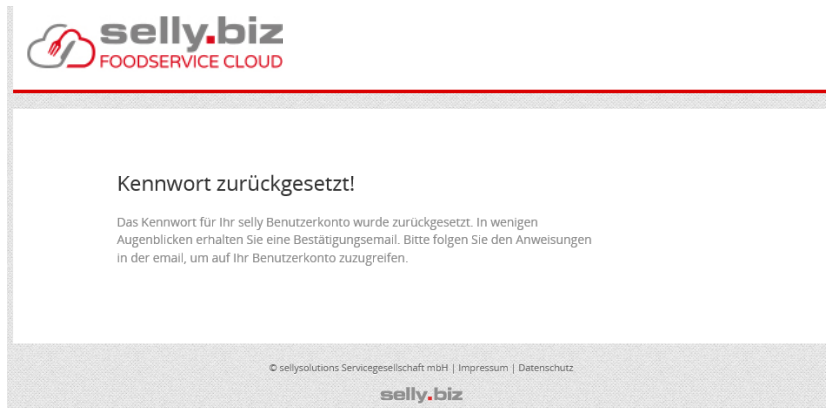 selly.biz
FOODSERVICE CLOUD
Kennwort zurückgesetzt!
Das Kennwort für Ihr selly Benutzerkonto wurde zurückgesetzt. In wenigen
Augenblicken erhalten Sie eine Bestätigungsemail. Bitte folgen Sie den Anweisungen
in der email, um auf Ihr Benutzerkonto zuzugreifen.
© sellysolutions Servicegesellschaft mbH | Impressum | Datenschutz
selly.biz